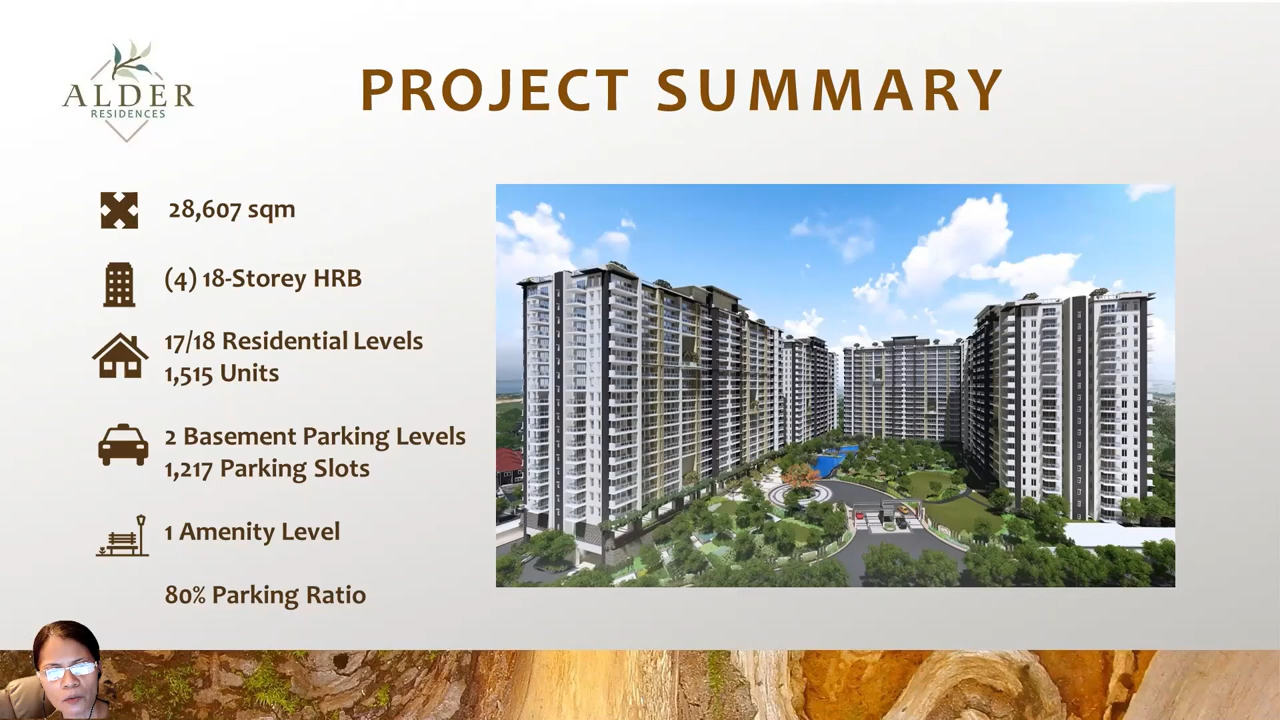 ALDER
RESIDENCES
PROJECT SUMMARY
28,607 sqm
(4) 18-Storey HRB
17/18 Residential Levels
1,515 Units
2 Basement Parking Levels
1,217 Parking Slots
1 Amenity Level
80% Parking Ratio